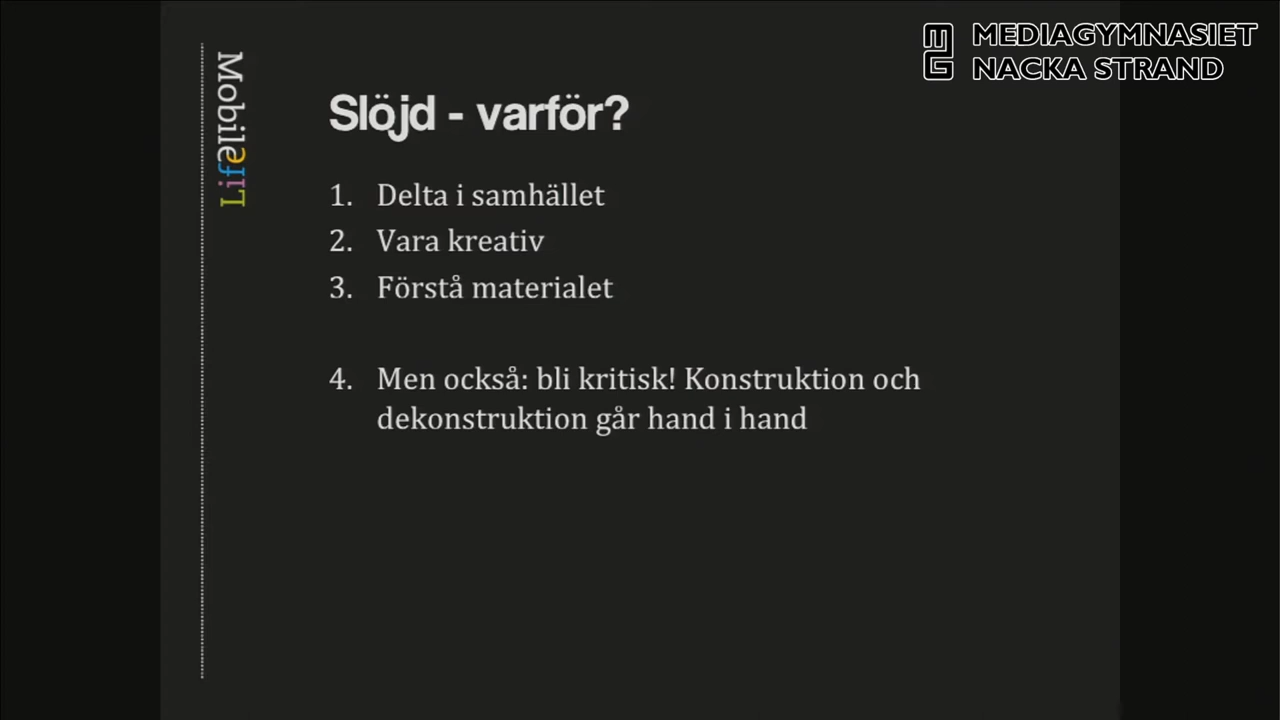 MEDIAGYMNASIET
NACKA STRAND
MobileLife
Slöjd - varför?
1. Delta i samhället
2. Vara kreativ
3. Förstå materialet
4. Men också: bli kritisk! Konstruktion och
dekonstruktion går hand i hand